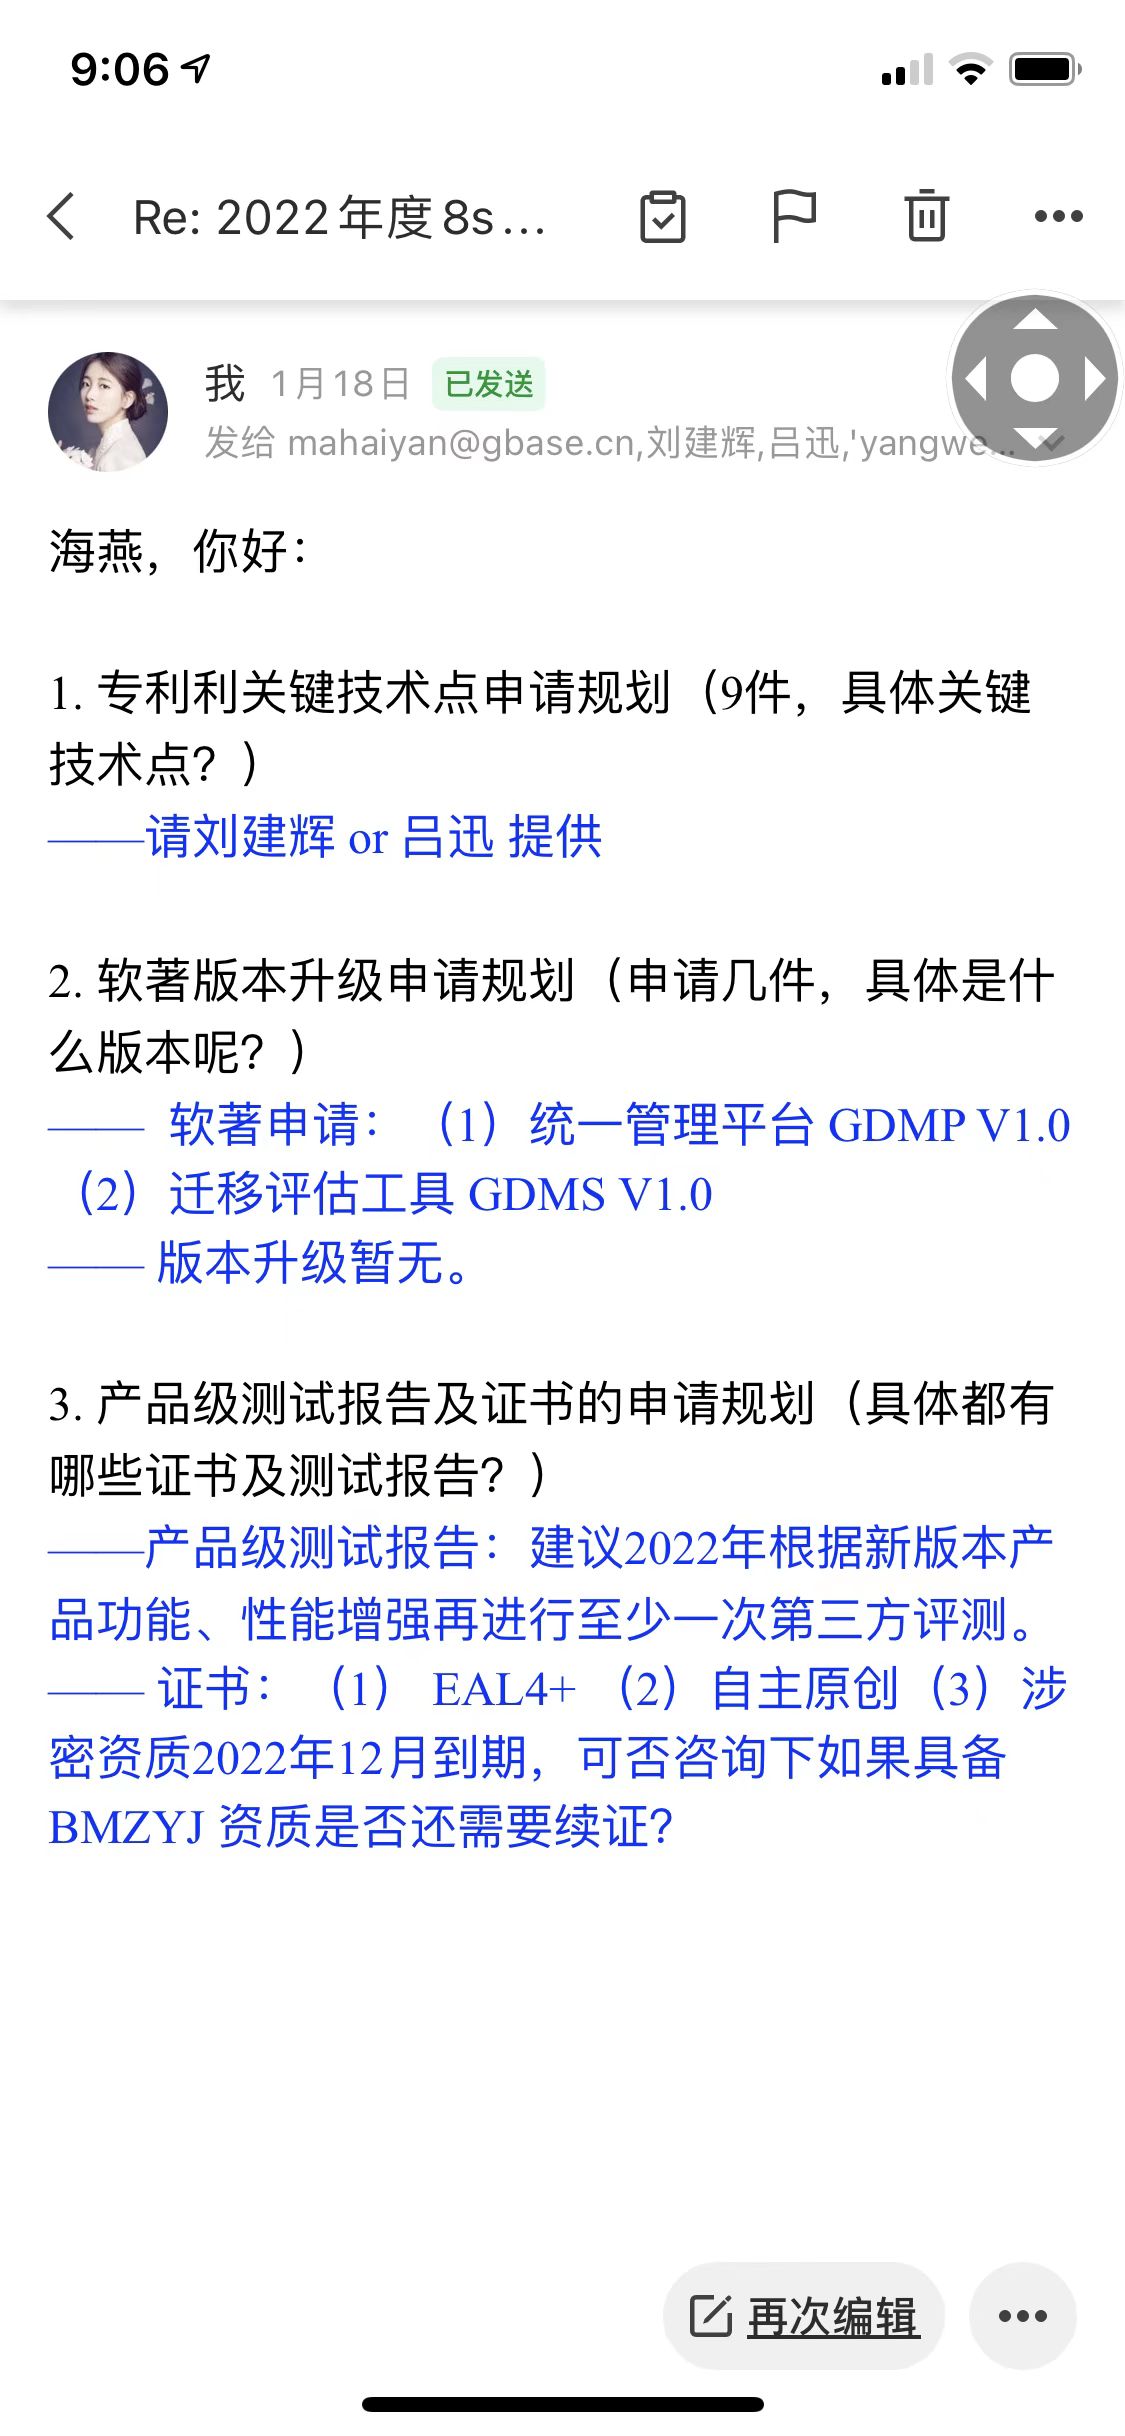 9:06
Re: 2022年度8s...
我 1月18日 已发送
发给 mahaiyan@gbase.cn,刘建辉,吕迅,'yangwe...
海燕，你好：
1. 专利利关键技术点申请规划（9件，具体关键
技术点？）
——请刘建辉 or 吕迅 提供
2. 软著版本升级申请规划（申请几件，具体是什
么版本呢？）
—— 软著申请：（1）统一管理平台 GDMP V1.0
（2）迁移评估工具 GDMS V1.0
—— 版本升级暂无。
3. 产品级测试报告及证书的申请规划（具体都有
哪些证书及测试报告？）
——产品级测试报告：建议2022年根据新版本产
品功能、性能增强再进行至少一次第三方评测。
—— 证书：（1） EAL4+ （2）自主原创（3）涉
密资质2022年12月到期，可否咨询下如果具备
BMZYJ 资质是否还需要续证？
再次编辑